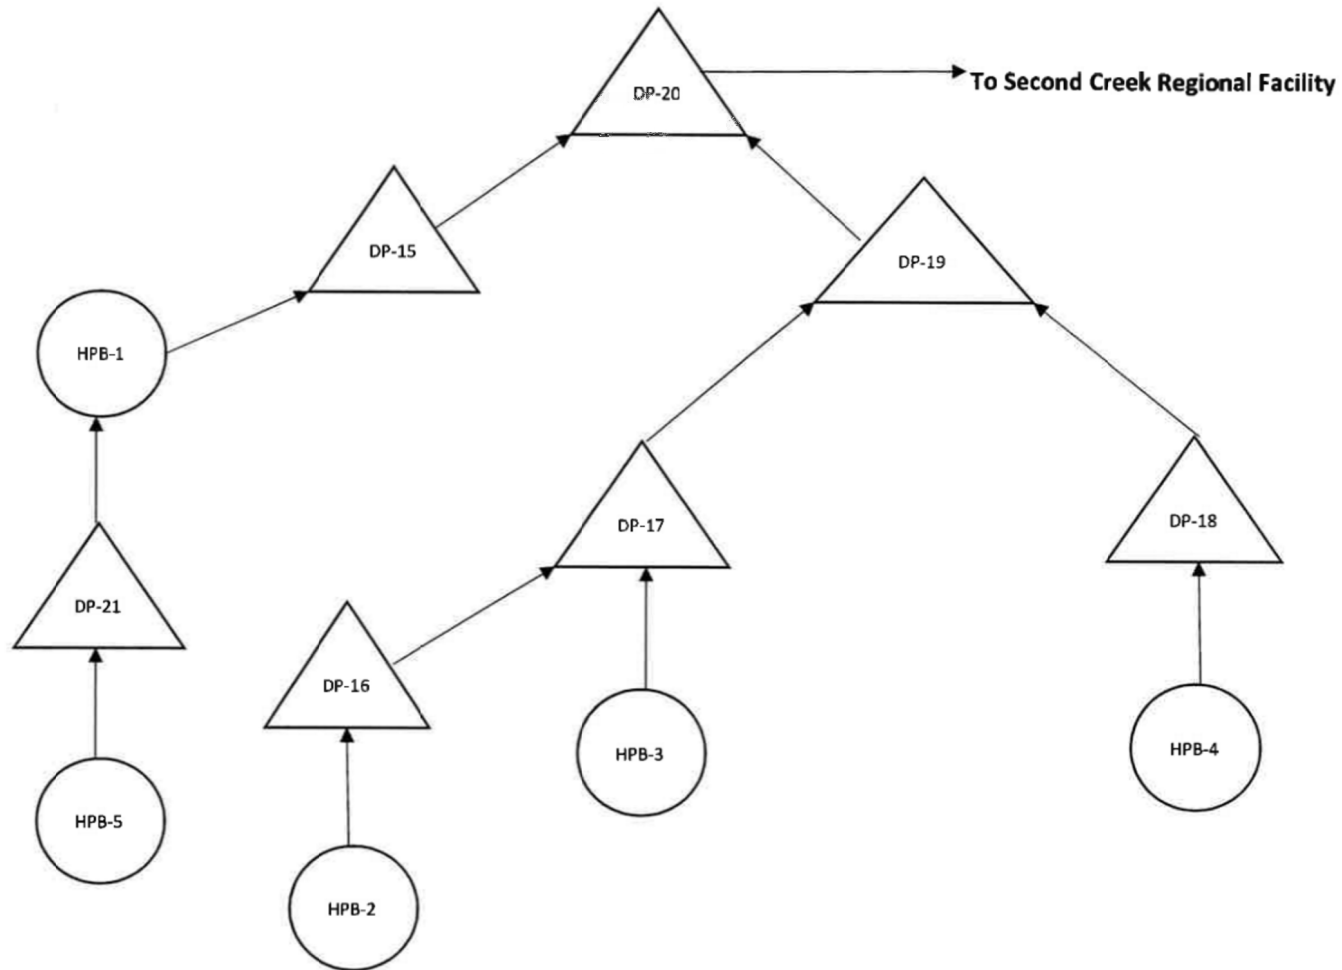 DP-20
To Second Creek Regional Facility
DP-15
DP-19
HPB-1
DP-17
DP-18
DP-21
DP-16
HPB-3
HPB-4
HPB-5
HPB-2